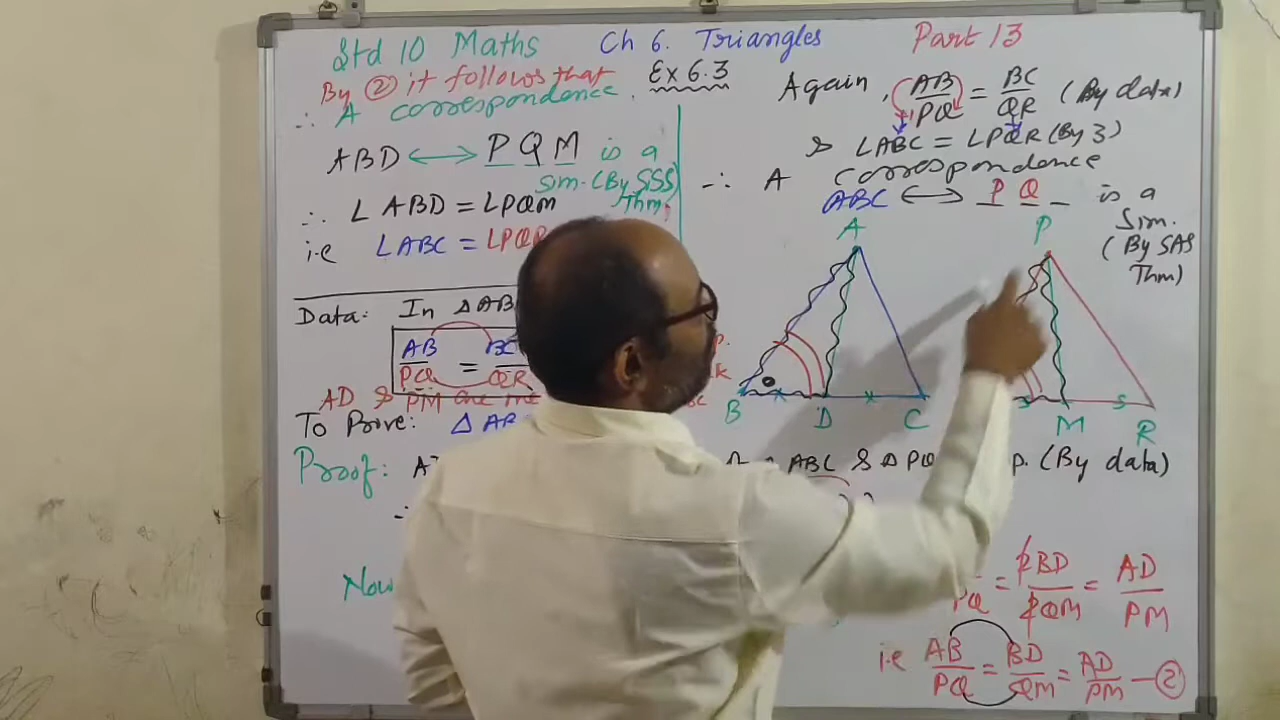 Std 10 Maths Ch 6. Triangles Part 13
By ② it follows that Ex 6.3
∴ A correspondence.
ABD ⟷ P Q M is a
Sim. (By SSS)
Thm.
∴ ∠ABD = ∠PQM
i.e ∠ABC = ∠PQR
Again, AB/PQ = BC/QR (By data)
& ∠ABC = ∠PQR (By 3)
∴ A correspondence
ABC ⟷ P Q _ is a
Sim.
(By SAS
Thm)
A P
B D C M R
Data: In Δ AB
AB/PQ = BC/QR
AD & PM are me
To Prove: Δ AB
Proof:
ABC & Δ PQ p. (By data)
Now
PQ = BD/QM = AD/PM
i.e AB/PQ = BD/QM = AD/PM — ②